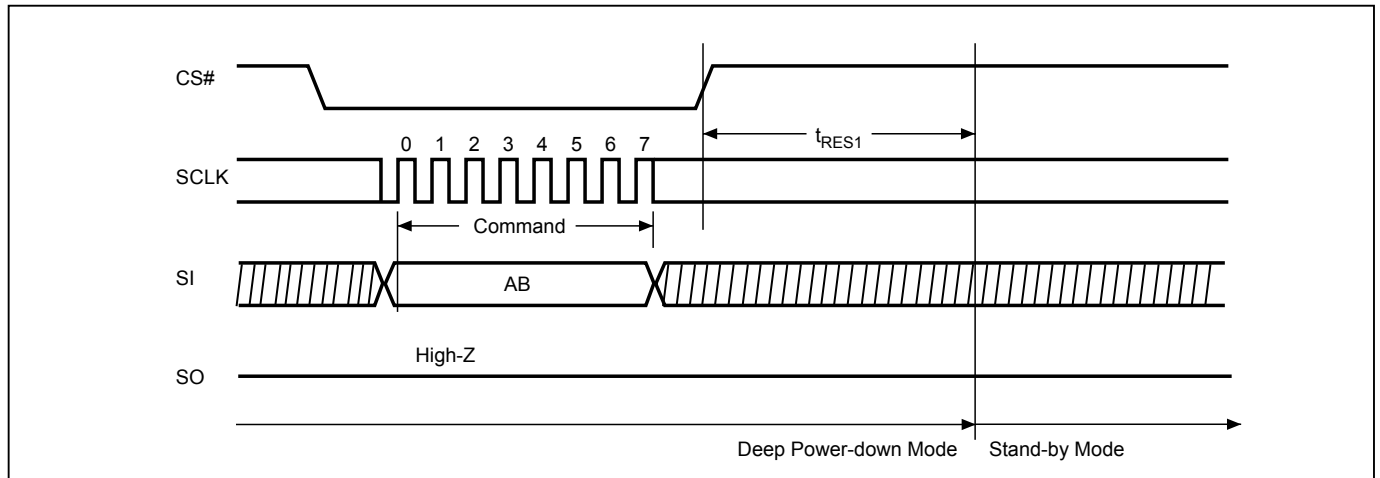 CS#
t_RES1
0 1 2 3 4 5 6 7
SCLK
Command
SI
AB
High-Z
SO
Deep Power-down Mode
Stand-by Mode